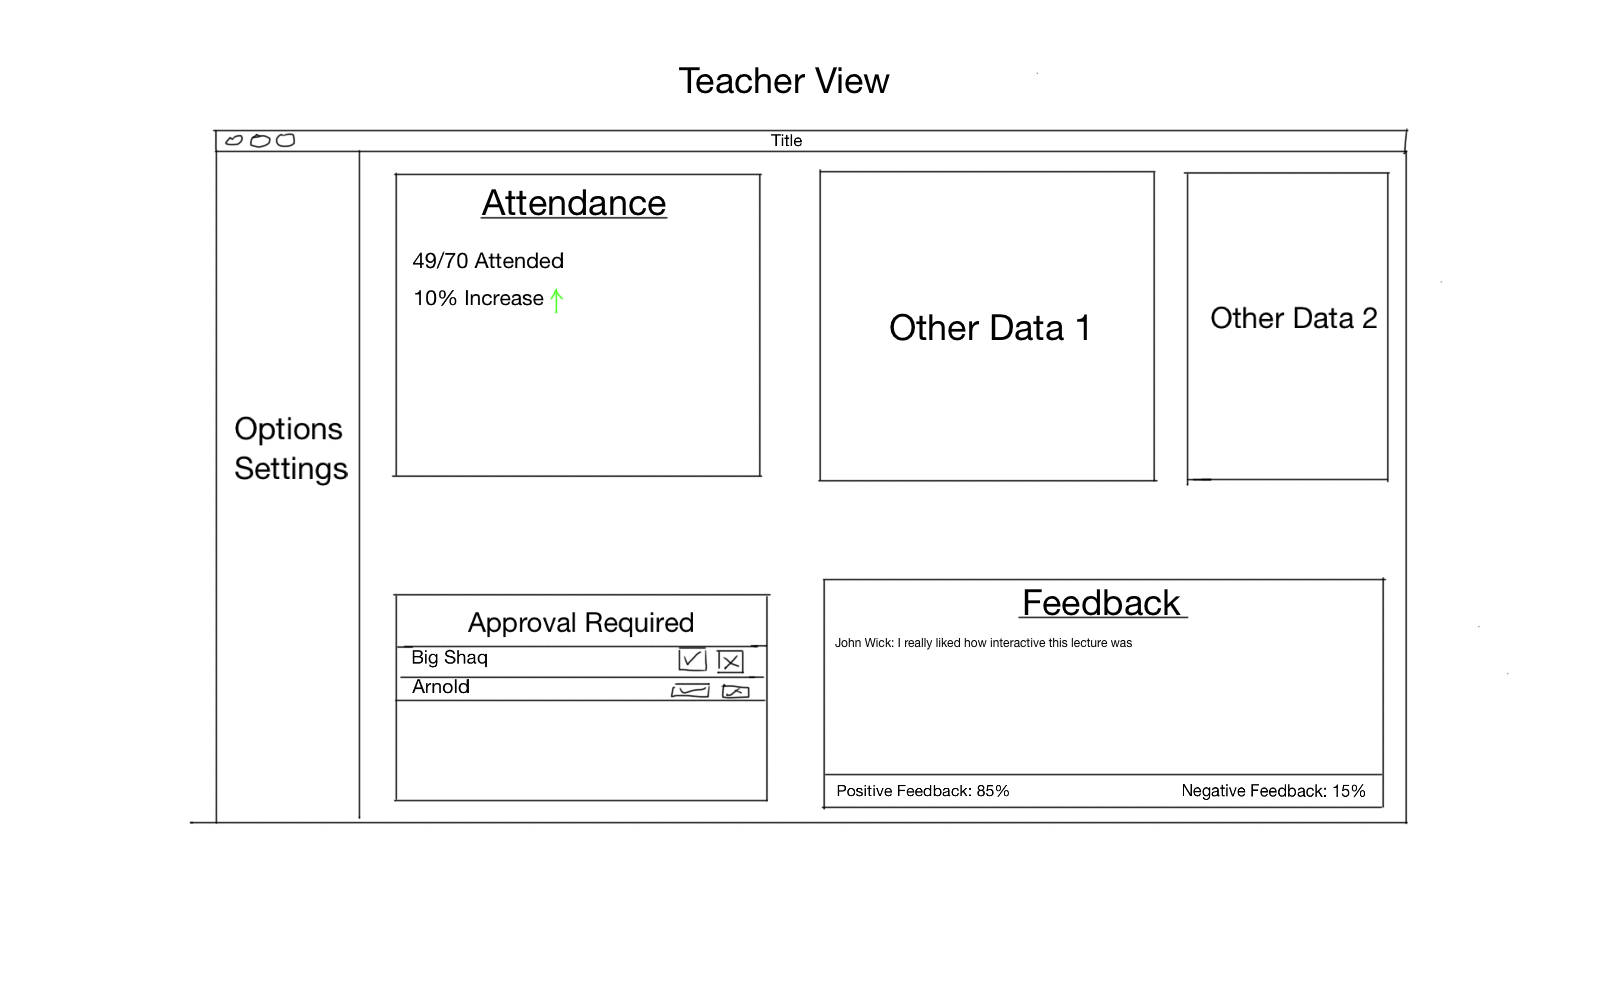 Teacher View
Title
Options
Settings
Attendance
49/70 Attended
10% Increase
Other Data 1
Other Data 2
Approval Required
Big Shaq
Arnold
Feedback
John Wick: I really liked how interactive this lecture was
Positive Feedback: 85%
Negative Feedback: 15%